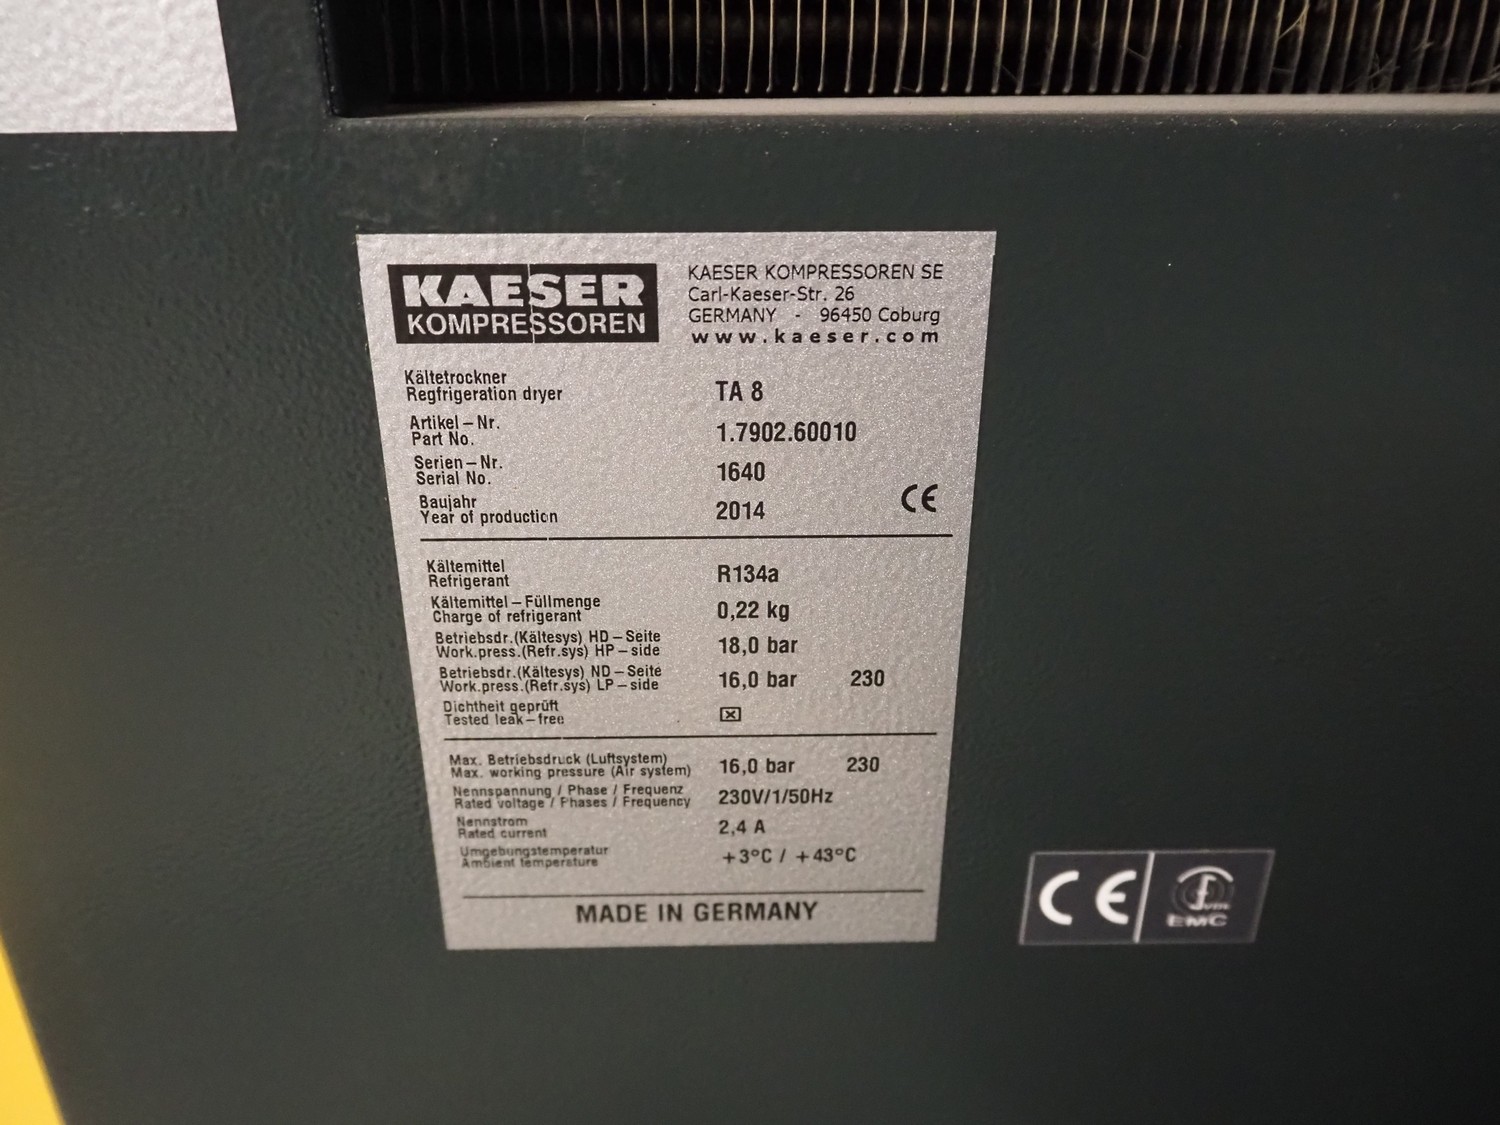 KAESER
KOMPRESSOREN
KAESER KOMPRESSOREN SE
Carl-Kaeser-Str. 26
GERMANY - 96450 Coburg
www.kaeser.com
Kältetrockner
Regfrigeration dryer
TA 8
Artikel – Nr.
Part No.
1.7902.60010
Serien – Nr.
Serial No.
1640
Baujahr
Year of production
2014
CE
Kältemittel
Refrigerant
R134a
Kältemittel – Füllmenge
Charge of refrigerant
0,22 kg
Betriebsdr.(Kältesys) HD – Seite
Work.press.(Refr.sys) HP – side
18,0 bar
Betriebsdr.(Kältesys) ND – Seite
Work.press.(Refr.sys) LP – side
16,0 bar 230
Dichtheit geprüft
Tested leak – free
☒
Max. Betriebsdruck (Luftsystem)
Max. working pressure (Air system)
16,0 bar 230
Nennspannung / Phase / Frequenz
Rated voltage / Phases / Frequency
230V/1/50Hz
Nennstrom
Rated current
2,4 A
Umgebungstemperatur
Ambient temperature
+3°C / +43°C
MADE IN GERMANY
CE
EMC